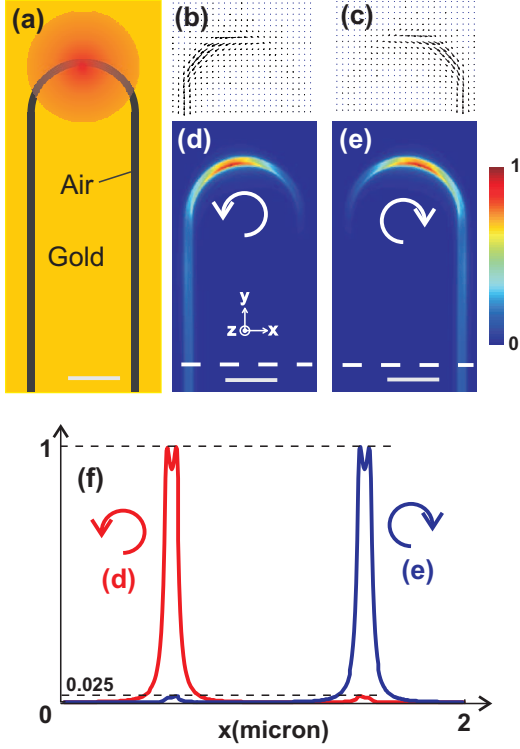 (a)
(b)
(c)
Air
Gold
(d)
(e)
y
z x
1
0
1
(f)
(d)
(e)
0.025
0
x(micron)
2